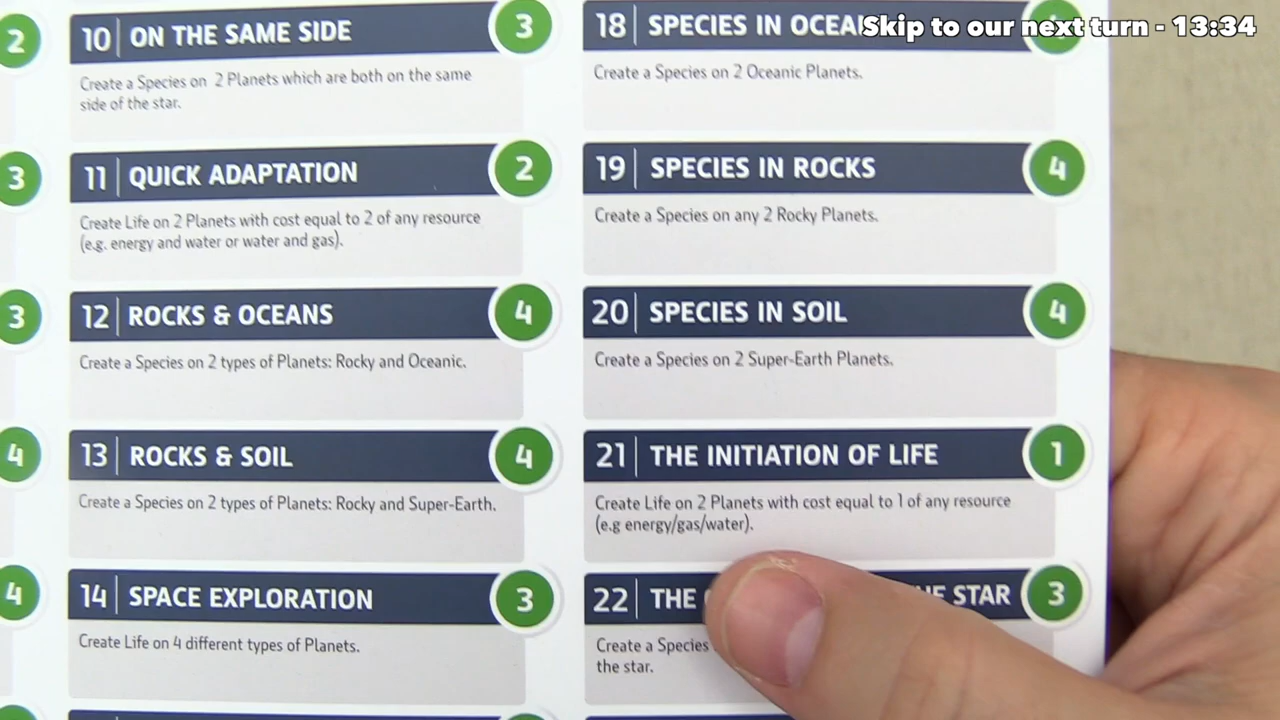 Skip to our next turn - 13:34
2
3
3
4
4
10 ON THE SAME SIDE 3
Create a Species on 2 Planets which are both on the same
side of the star.
11 QUICK ADAPTATION 2
Create Life on 2 Planets with cost equal to 2 of any resource
(e.g. energy and water or water and gas).
12 ROCKS & OCEANS 4
Create a Species on 2 types of Planets: Rocky and Oceanic.
13 ROCKS & SOIL 4
Create a Species on 2 types of Planets: Rocky and Super-Earth.
14 SPACE EXPLORATION 3
Create Life on 4 different types of Planets.
18 SPECIES IN
Create a Species on 2 Oceanic Planets.
19 SPECIES IN ROCKS 4
Create a Species on any 2 Rocky Planets.
20 SPECIES IN SOIL 4
Create a Species on 2 Super-Earth Planets.
21 THE INITIATION OF LIFE 1
Create Life on 2 Planets with cost equal to 1 of any resource
(e.g energy/gas/water).
22 THE STAR 3
Create a Species
the star.